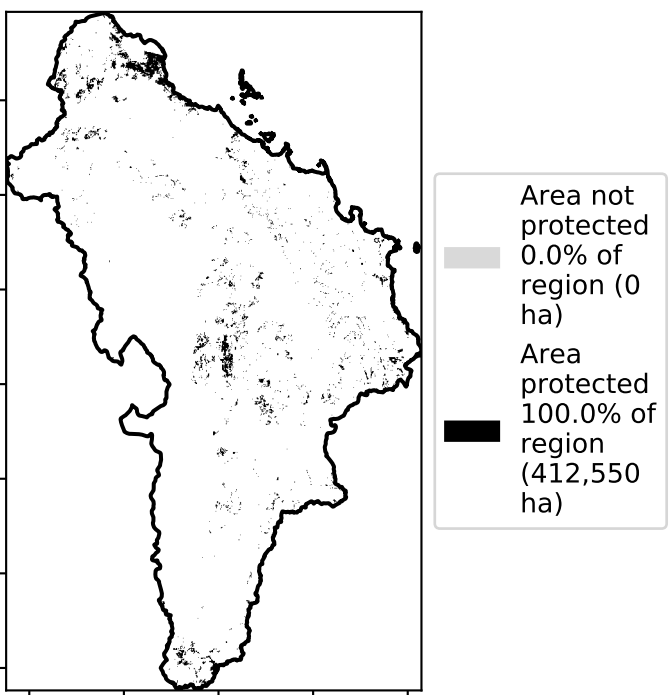 Area not
protected
0.0% of
region (0
ha)
Area
protected
100.0% of
region
(412,550
ha)